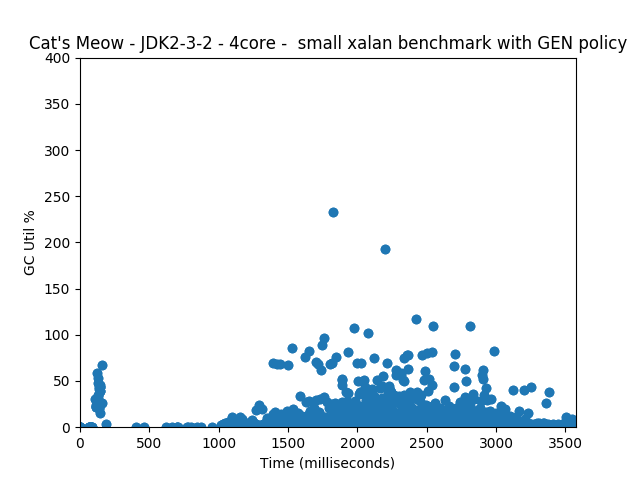 Cat's Meow - JDK2-3-2 - 4core -  small xalan benchmark with GEN policy
400
350
300
250
200
150
100
50
0
GC Util %
0 500 1000 1500 2000 2500 3000 3500
Time (milliseconds)